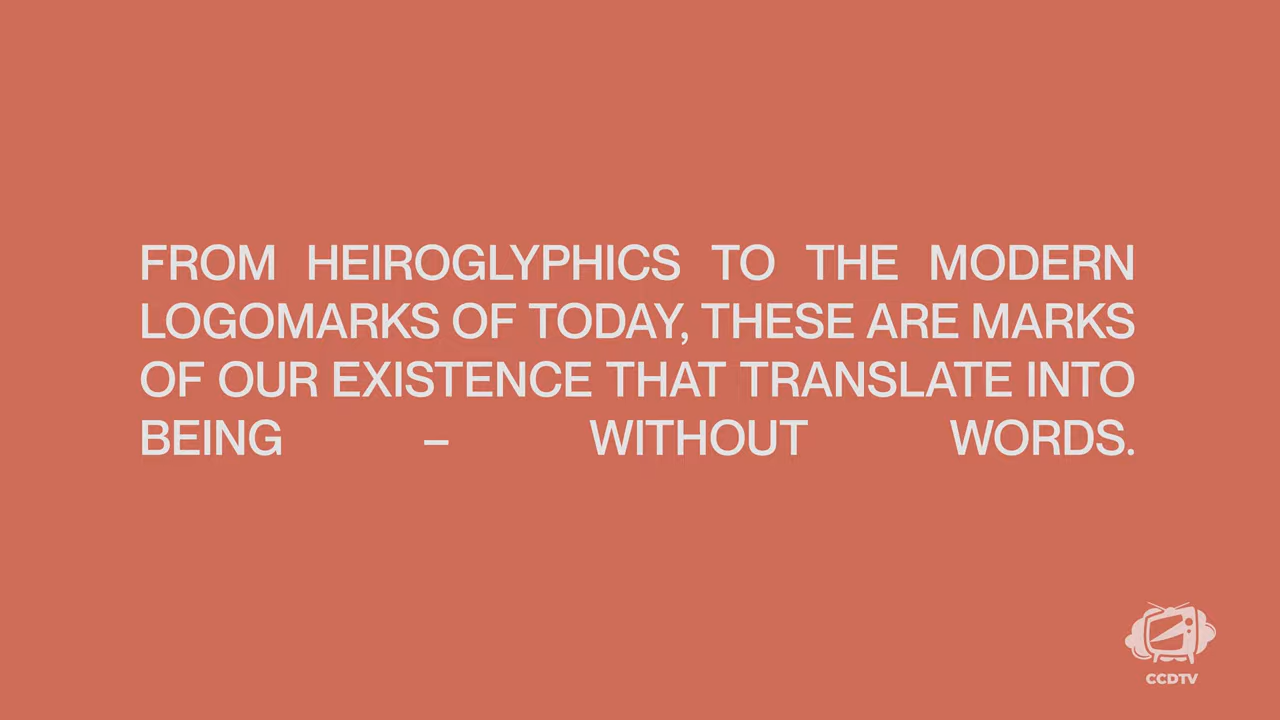 FROM HEIROGLYPHICS TO THE MODERN
LOGOMARKS OF TODAY, THESE ARE MARKS
OF OUR EXISTENCE THAT TRANSLATE INTO
BEING – WITHOUT WORDS.
CCDTV